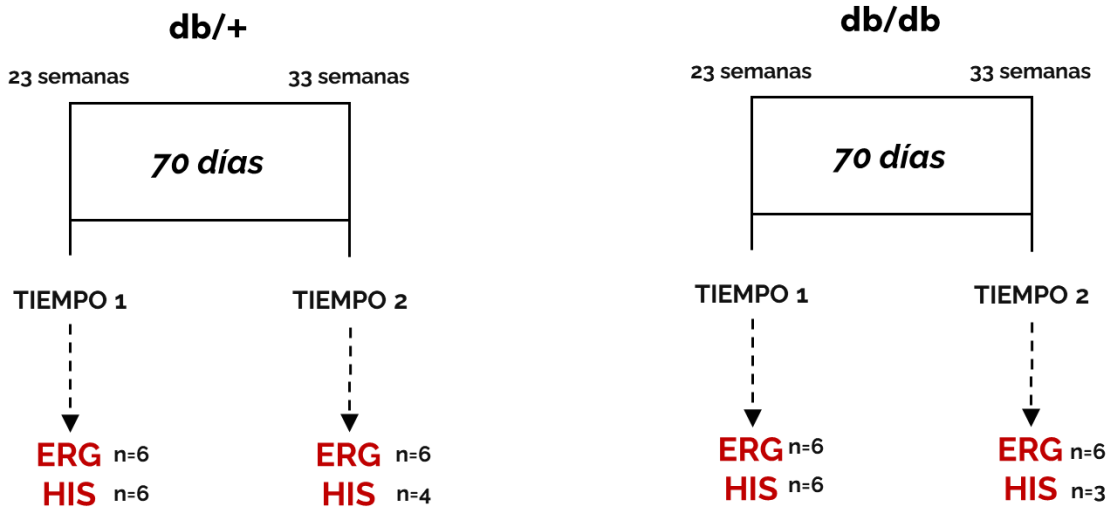 db/+
23 semanas 33 semanas
70 días
TIEMPO 1 TIEMPO 2
ERG n=6 ERG n=6
HIS n=6 HIS n=4
db/db
23 semanas 33 semanas
70 días
TIEMPO 1 TIEMPO 2
ERG n=6 ERG n=6
HIS n=6 HIS n=3